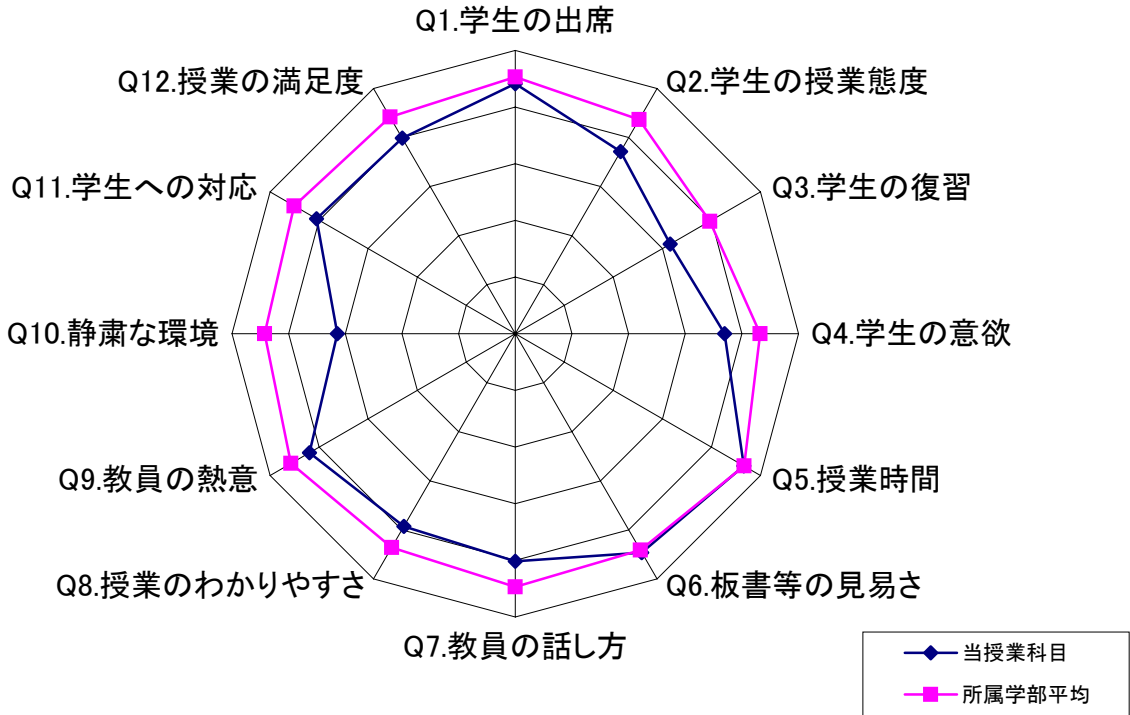 Q1.学生の出席
Q2.学生の授業態度
Q3.学生の復習
Q4.学生の意欲
Q5.授業時間
Q6.板書等の見易さ
Q7.教員の話し方
Q8.授業のわかりやすさ
Q9.教員の熱意
Q10.静粛な環境
Q11.学生への対応
Q12.授業の満足度
当授業科目
所属学部平均